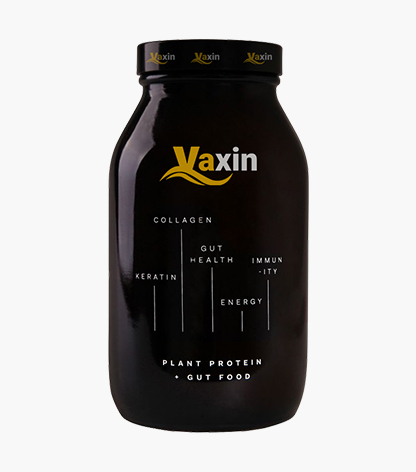 Vaxin Vaxin Vaxin
Vaxin
COLLAGEN
GUT
HEALTH
IMMUN
-ITY
KERATIN
ENERGY
PLANT PROTEIN
+ GUT FOOD